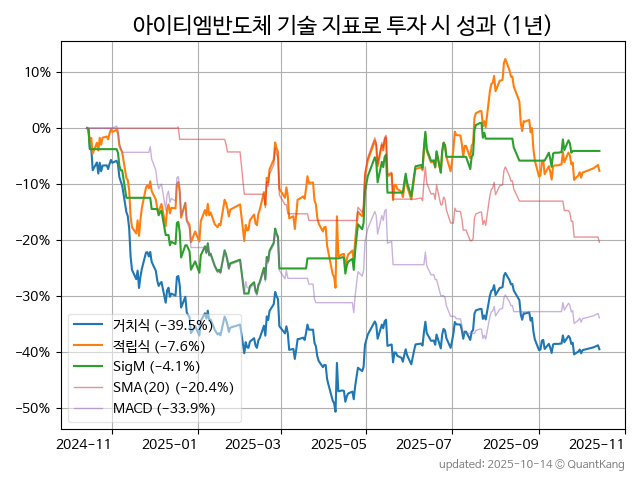 아이티엠반도체 기술 지표로 투자 시 성과 (1년)
10%
0%
−10%
−20%
−30%
−40%
−50%
거치식 (−39.5%)
적립식 (−7.6%)
SigM (−4.1%)
SMA(20) (−20.4%)
MACD (−33.9%)
2024−11
2025−01
2025−03
2025−05
2025−07
2025−09
2025−11
updated: 2025-10-14 © QuantKang